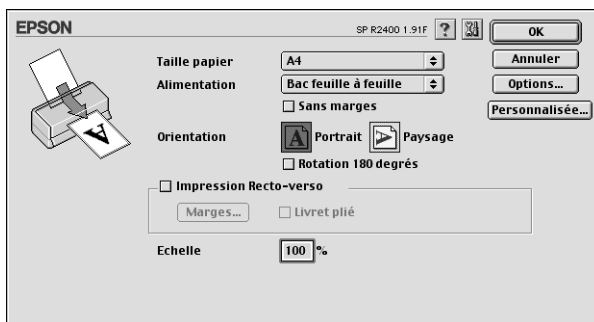 EPSON
SP R2400 1.91F ? OK
Taille papier A4 Annuler
Alimentation Bac feuille à feuille Options...
Sans marges Personnalisée...
Orientation A Portrait A Paysage
Rotation 180 degrés
Impression Recto-verso
Marges... Livret plié
Echelle 100 %
A